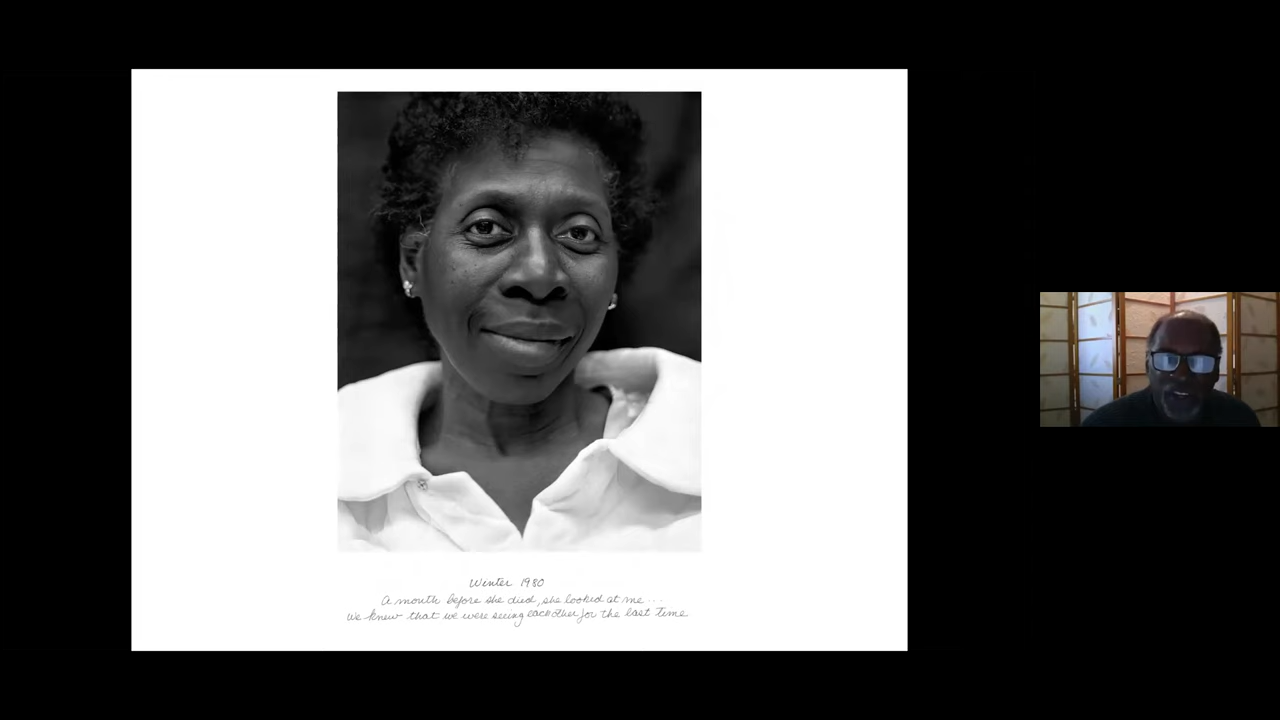 Winter 1980
A month before she died, she looked at me...
we knew that we were seeing each other for the last time